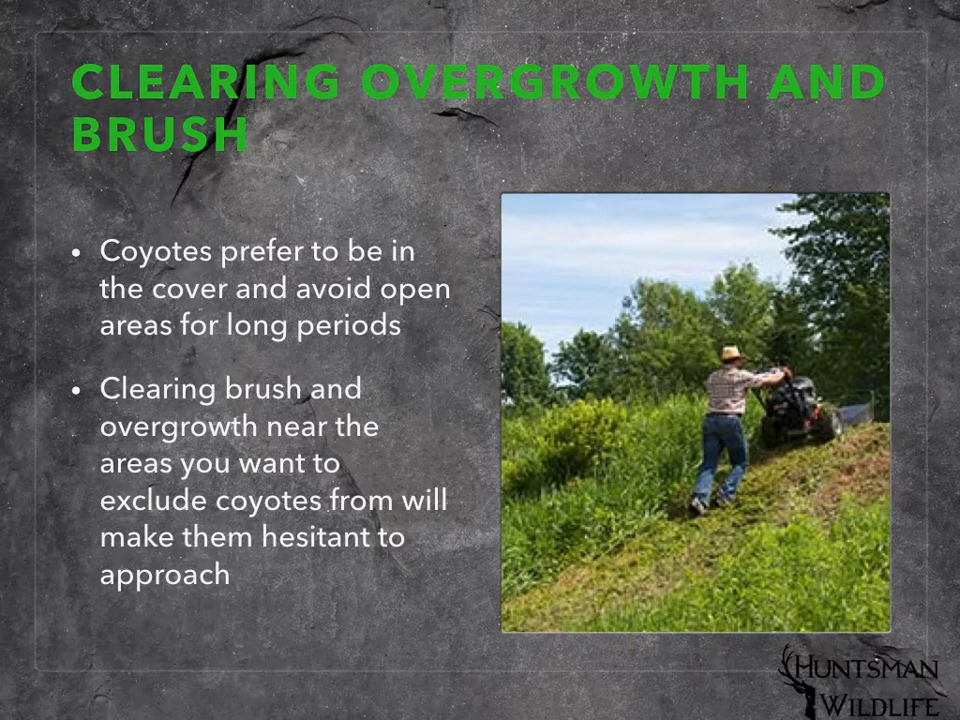 CLEARING OVERGROWTH AND
BRUSH
• Coyotes prefer to be in
the cover and avoid open
areas for long periods
• Clearing brush and
overgrowth near the
areas you want to
exclude coyotes from will
make them hesitant to
approach
HUNTSMAN
WILDLIFE